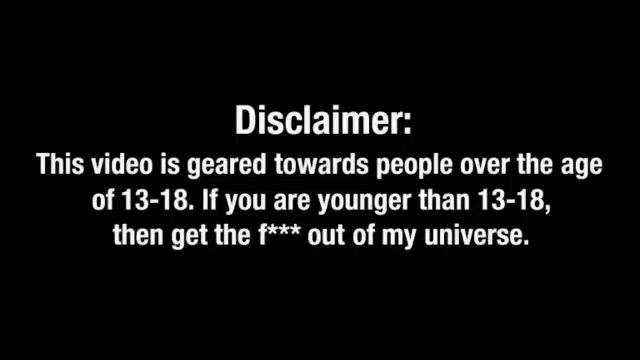 Disclaimer:
This video is geared towards people over the age
of 13-18. If you are younger than 13-18,
then get the f*** out of my universe.